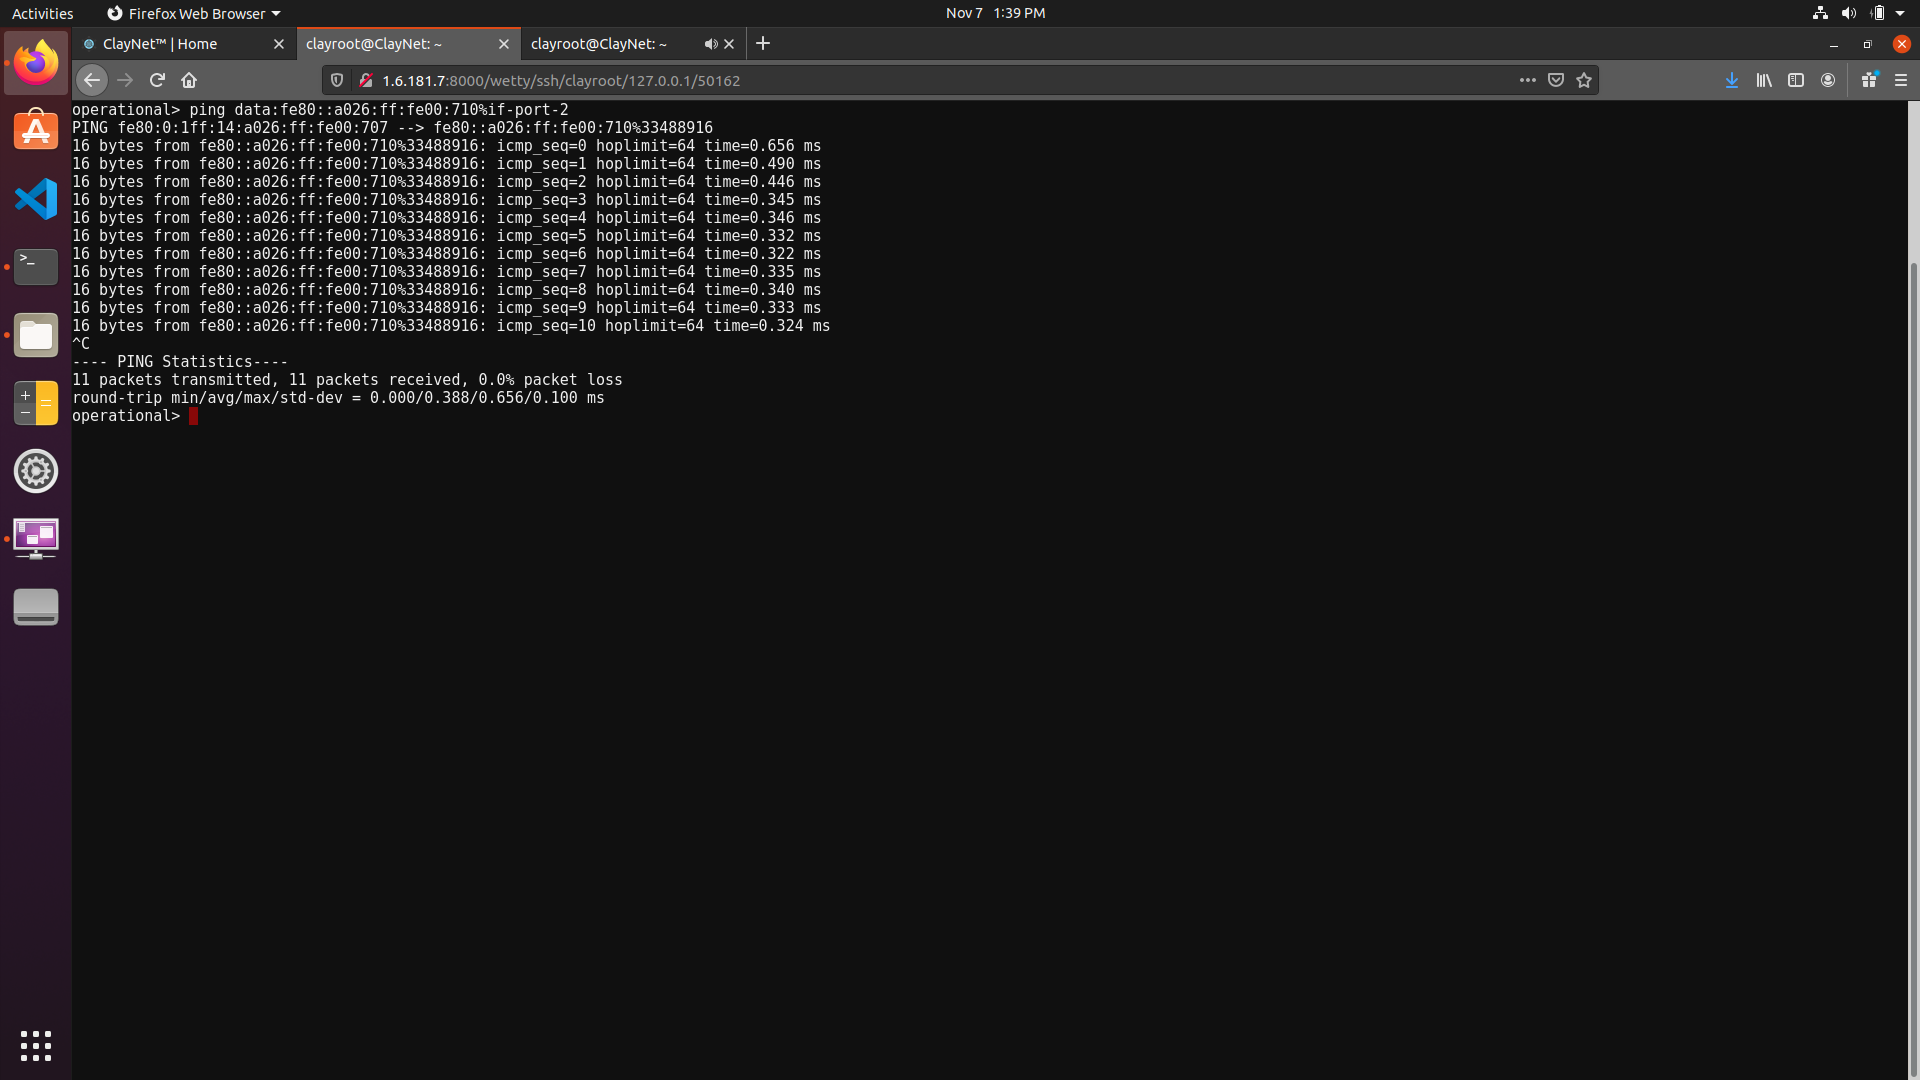 Activities
Firefox Web Browser
Nov 7 1:39 PM
ClayNet™ | Home
clayroot@ClayNet: ~
clayroot@ClayNet: ~
1.6.181.7:8000/wetty/ssh/clayroot/127.0.0.1/50162
operational> ping data:fe80::a026:ff:fe00:710%if-port-2
PING fe80:0:1ff:14:a026:ff:fe00:707 --> fe80::a026:ff:fe00:710%33488916
16 bytes from fe80::a026:ff:fe00:710%33488916: icmp_seq=0 hoplimit=64 time=0.656 ms
16 bytes from fe80::a026:ff:fe00:710%33488916: icmp_seq=1 hoplimit=64 time=0.490 ms
16 bytes from fe80::a026:ff:fe00:710%33488916: icmp_seq=2 hoplimit=64 time=0.446 ms
16 bytes from fe80::a026:ff:fe00:710%33488916: icmp_seq=3 hoplimit=64 time=0.345 ms
16 bytes from fe80::a026:ff:fe00:710%33488916: icmp_seq=4 hoplimit=64 time=0.346 ms
16 bytes from fe80::a026:ff:fe00:710%33488916: icmp_seq=5 hoplimit=64 time=0.332 ms
16 bytes from fe80::a026:ff:fe00:710%33488916: icmp_seq=6 hoplimit=64 time=0.322 ms
16 bytes from fe80::a026:ff:fe00:710%33488916: icmp_seq=7 hoplimit=64 time=0.335 ms
16 bytes from fe80::a026:ff:fe00:710%33488916: icmp_seq=8 hoplimit=64 time=0.340 ms
16 bytes from fe80::a026:ff:fe00:710%33488916: icmp_seq=9 hoplimit=64 time=0.333 ms
16 bytes from fe80::a026:ff:fe00:710%33488916: icmp_seq=10 hoplimit=64 time=0.324 ms
^C
---- PING Statistics----
11 packets transmitted, 11 packets received, 0.0% packet loss
round-trip min/avg/max/std-dev = 0.000/0.388/0.656/0.100 ms
operational>